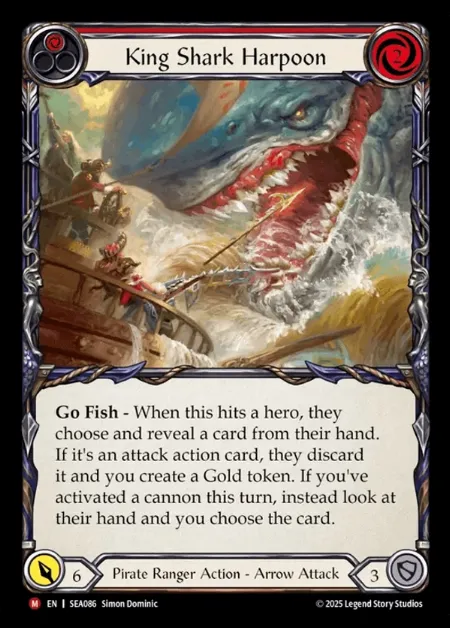 King Shark Harpoon
2
Go Fish - When this hits a hero, they
choose and reveal a card from their hand.
If it's an attack action card, they discard
it and you create a Gold token. If you've
activated a cannon this turn, instead look at
their hand and you choose the card.
6
Pirate Ranger Action - Arrow Attack
3
M EN | SEA086 Simon Dominic
© 2025 Legend Story Studios